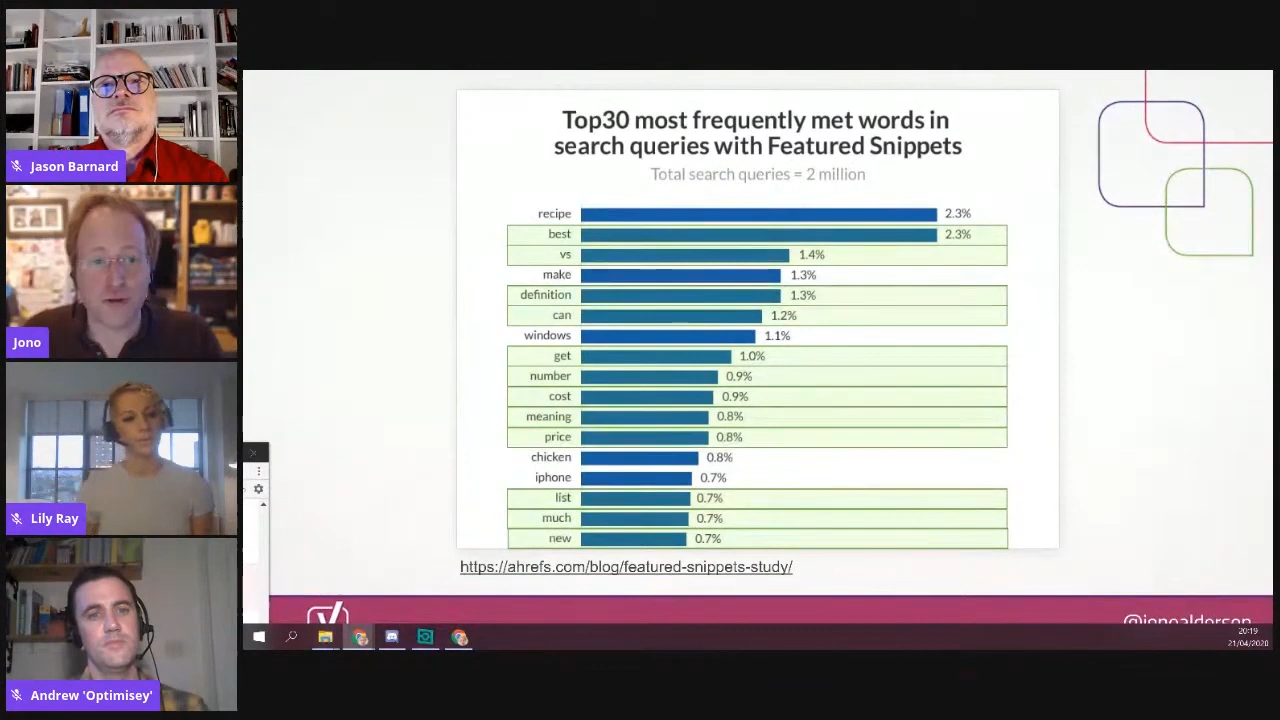 Jason Barnard
Jono
Lily Ray
Andrew 'Optimisey'
Top30 most frequently met words in
search queries with Featured Snippets
Total search queries = 2 million
recipe 2.3%
best 2.3%
vs 1.4%
make 1.3%
definition 1.3%
can 1.2%
windows 1.1%
get 1.0%
number 0.9%
cost 0.9%
meaning 0.8%
price 0.8%
chicken 0.8%
iphone 0.7%
list 0.7%
much 0.7%
new 0.7%
https://ahrefs.com/blog/featured-snippets-study/
@jonoalderson
20:19
21/04/2020